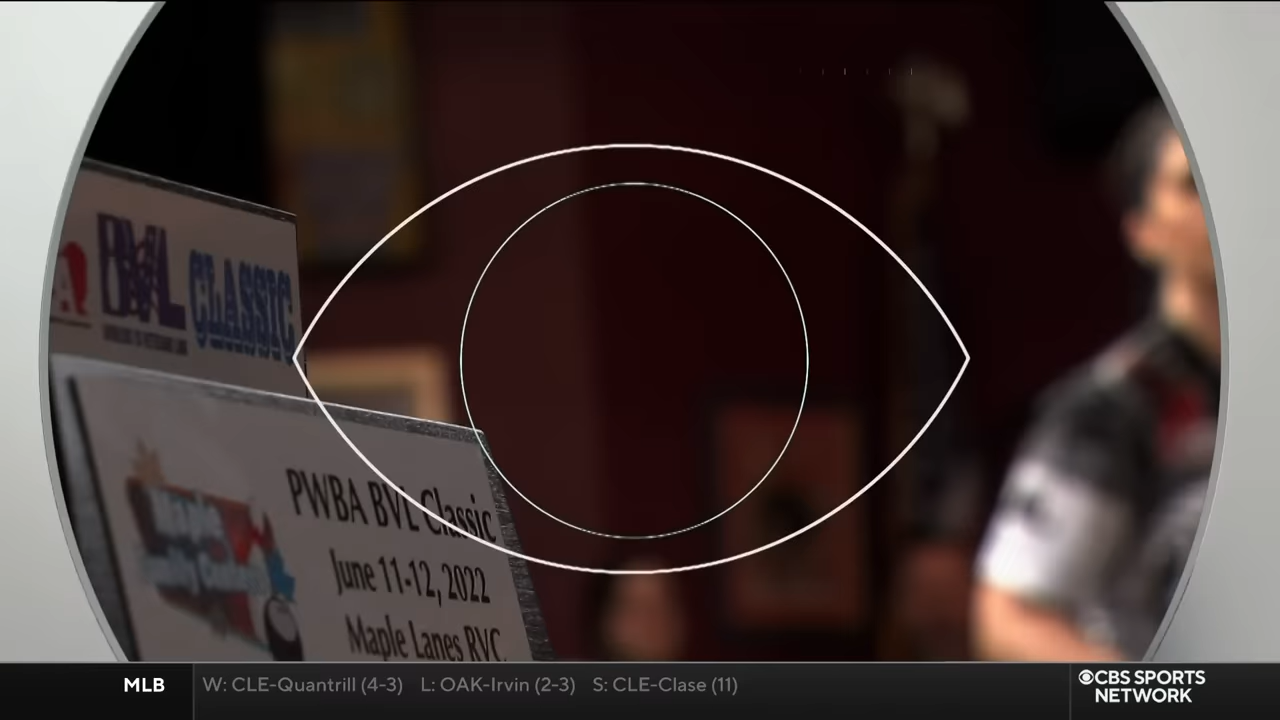 A
BVL CLASSIC
PWBA BVL Classic
June 11-12, 2022
Maple Lanes RVC
MLB
W: CLE-Quantrill (4-3) L: OAK-Irvin (2-3) S: CLE-Clase (11)
CBS SPORTS
NETWORK